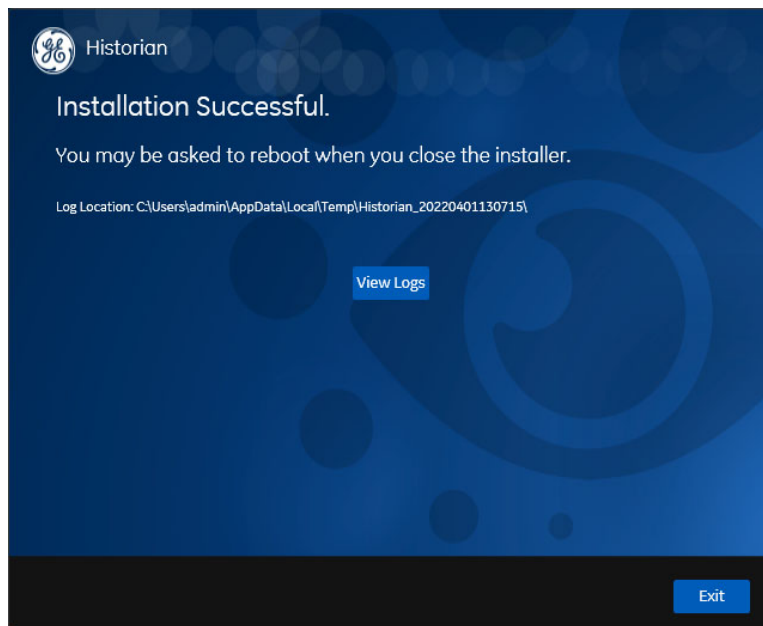 Historian
Installation Successful.
You may be asked to reboot when you close the installer.
Log Location: C:\Users\admin\AppData\Local\Temp\Historian_20220401130715\
View Logs
Exit